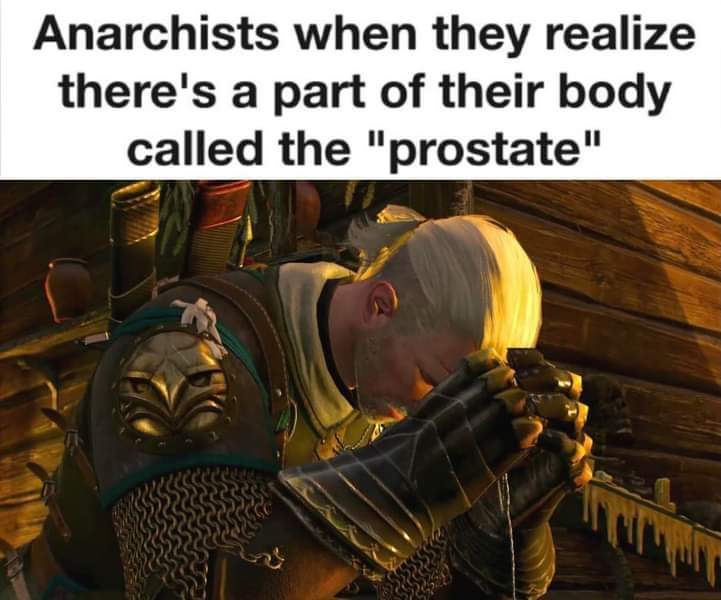 Anarchists when they realize
there's a part of their body
called the "prostate"